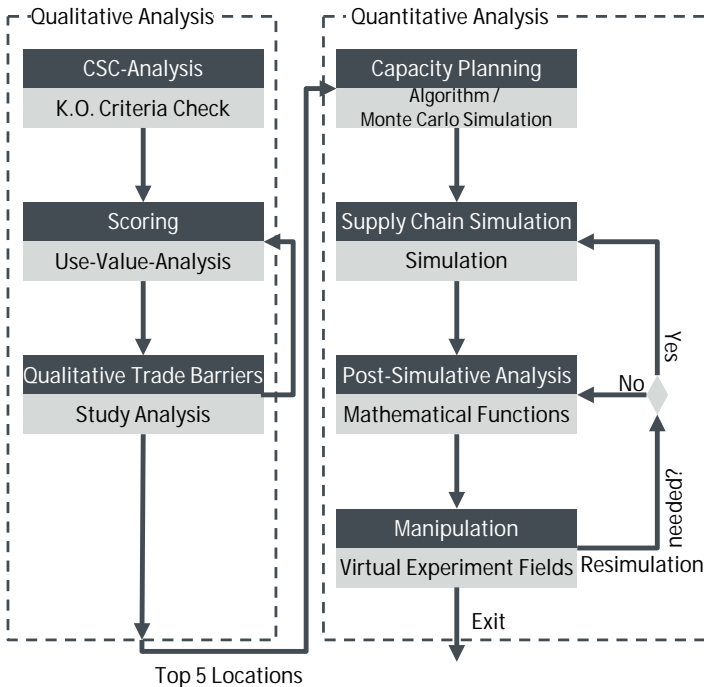 Qualitative Analysis
CSC-Analysis
K.O. Criteria Check
Scoring
Use-Value-Analysis
Qualitative Trade Barriers
Study Analysis
Top 5 Locations
Quantitative Analysis
Capacity Planning
Algorithm /
Monte Carlo Simulation
Supply Chain Simulation
Simulation
Post-Simulative Analysis
Mathematical Functions
Manipulation
Virtual Experiment Fields
Resimulation
needed?
No
Yes
Exit